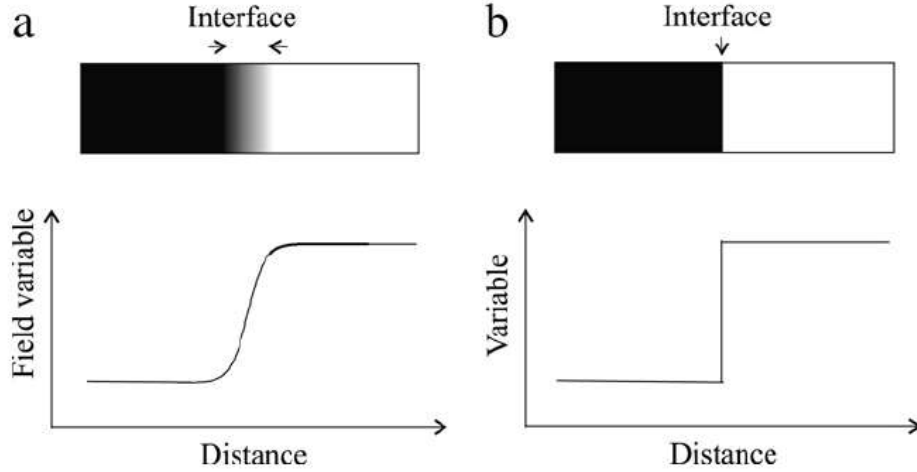 a
Interface
Field variable
Distance
b
Interface
Variable
Distance